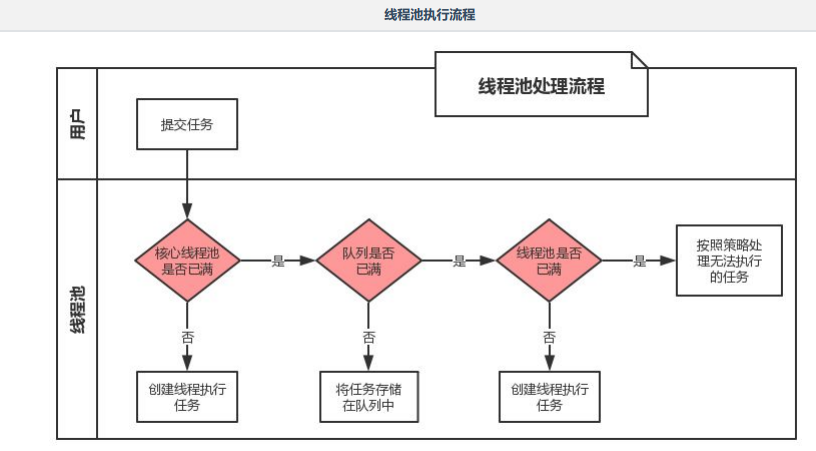 线程池执行流程
线程池处理流程
用户
提交任务
线程池
核心线程池
是否已满
是
队列是否
已满
是
线程池是否
已满
是
按照策略处
理无法执行
的任务
否
否
否
创建线程执行
任务
将任务存储
在队列中
创建线程执行
任务